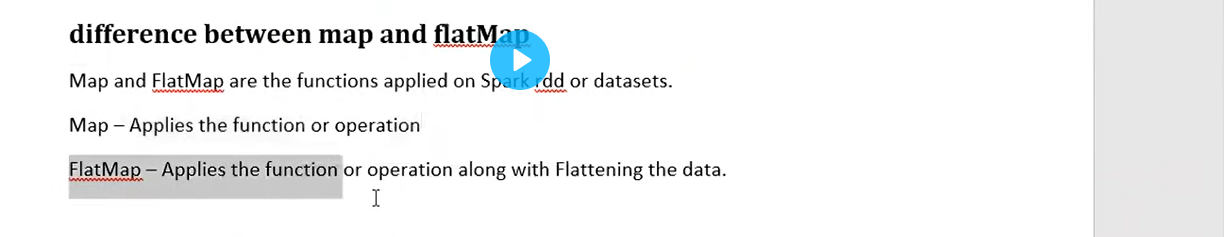 difference between map and flatMap
Map and FlatMap are the functions applied on Spark rdd or datasets.
Map – Applies the function or operation
FlatMap – Applies the function or operation along with Flattening the data.